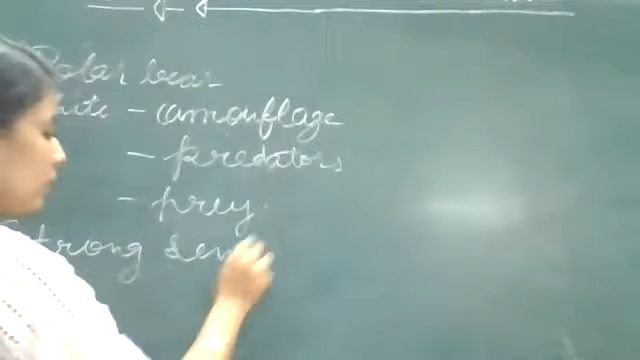 Polar bear
White - camouflage
- predators
- prey.
Strong sen